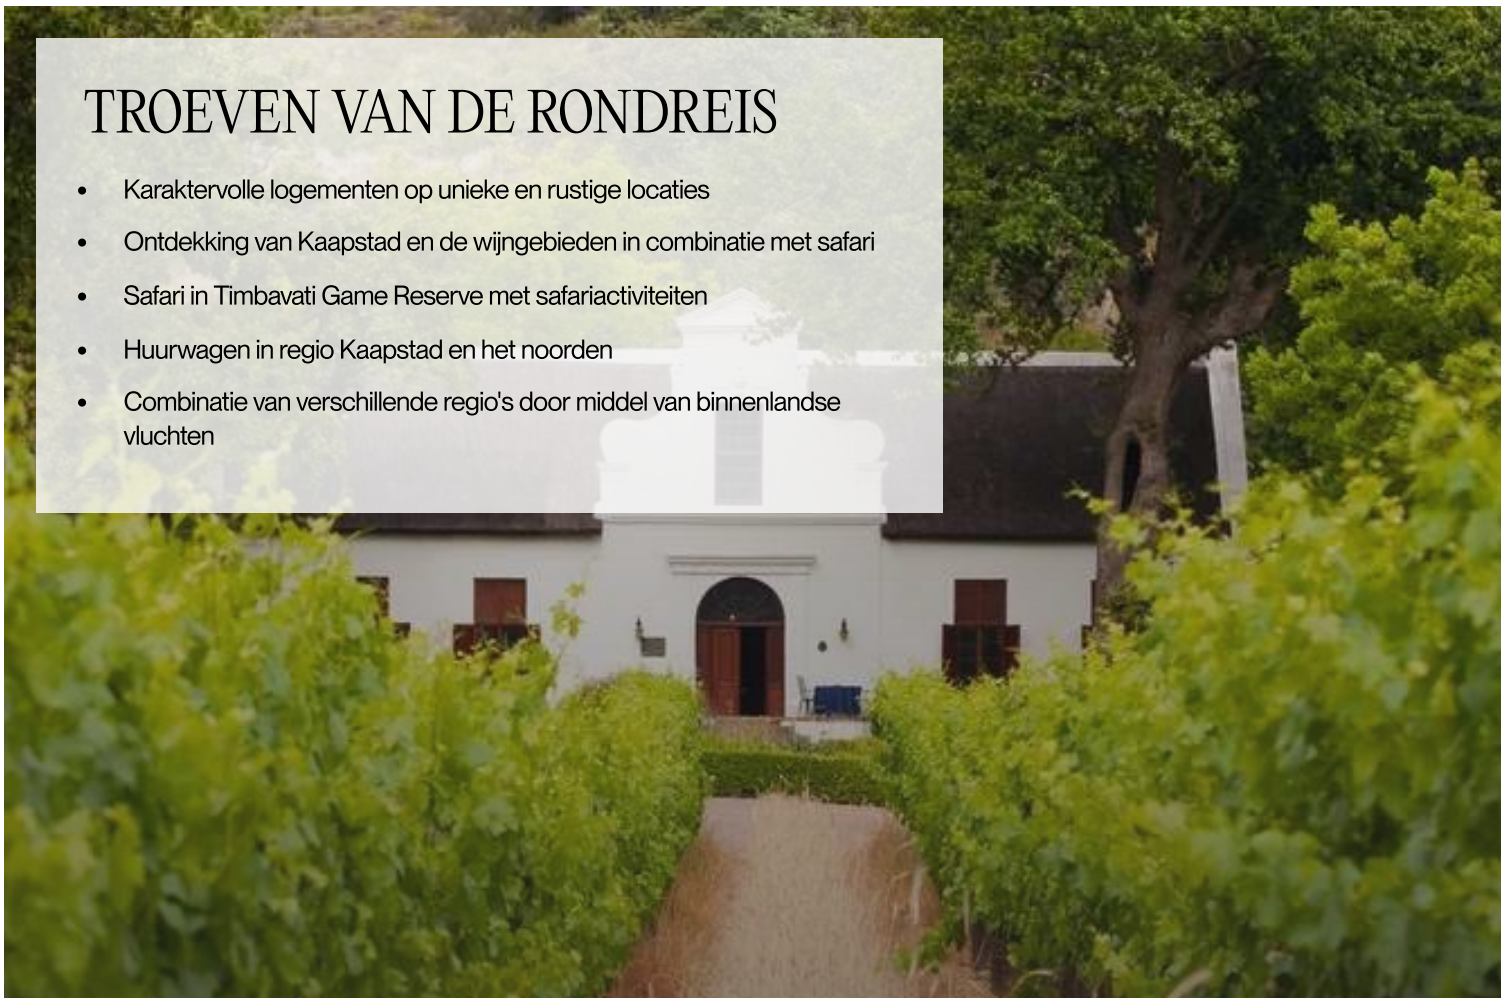 TROEVEN VAN DE RONDREIS
• Karaktervolle logementen op unieke en rustige locaties
• Ontdekking van Kaapstad en de wijngebieden in combinatie met safari
• Safari in Timbavati Game Reserve met safariactiviteiten
• Huurwagen in regio Kaapstad en het noorden
• Combinatie van verschillende regio's door middel van binnenlandse
vluchten